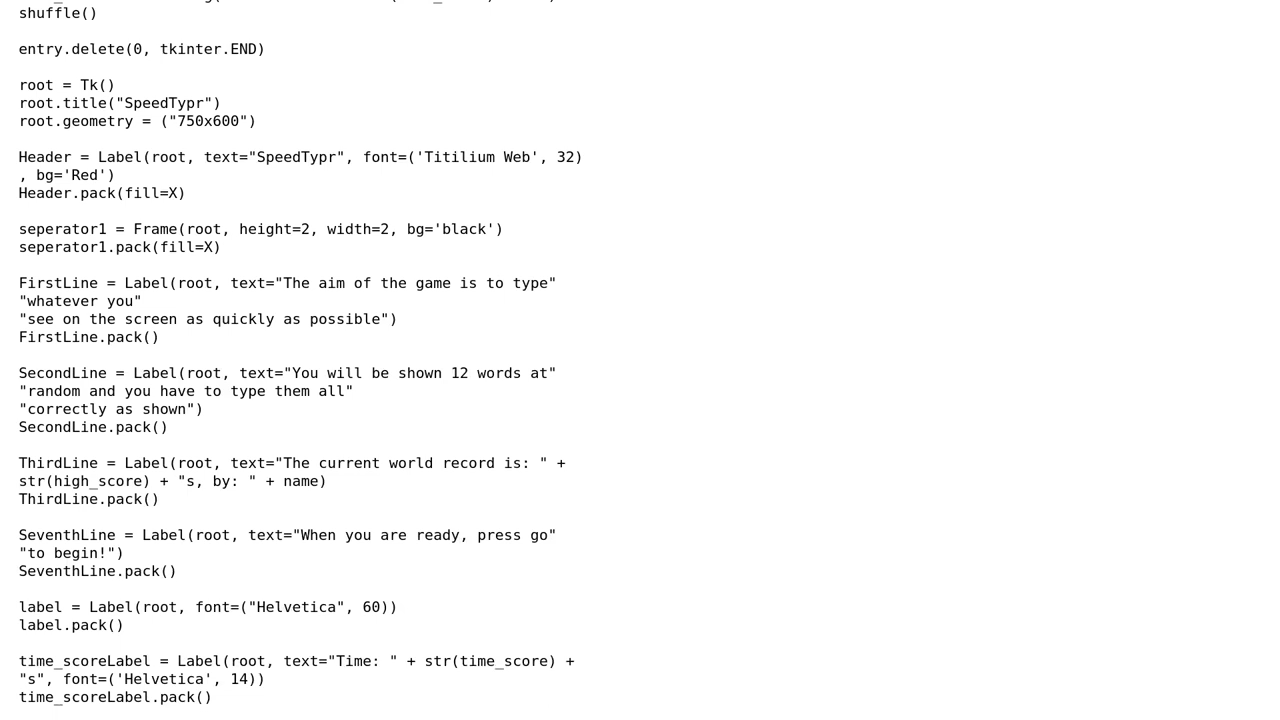 shuffle()
entry.delete(0, tkinter.END)
root = Tk()
root.title("SpeedTypr")
root.geometry = ("750x600")
Header = Label(root, text="SpeedTypr", font=('Titilium Web', 32)
, bg='Red')
Header.pack(fill=X)
seperator1 = Frame(root, height=2, width=2, bg='black')
seperator1.pack(fill=X)
FirstLine = Label(root, text="The aim of the game is to type"
"whatever you"
"see on the screen as quickly as possible")
FirstLine.pack()
SecondLine = Label(root, text="You will be shown 12 words at"
"random and you have to type them all"
"correctly as shown")
SecondLine.pack()
ThirdLine = Label(root, text="The current world record is: " +
str(high_score) + "s, by: " + name)
ThirdLine.pack()
SeventhLine = Label(root, text="When you are ready, press go"
"to begin!")
SeventhLine.pack()
label = Label(root, font=("Helvetica", 60))
label.pack()
time_scoreLabel = Label(root, text="Time: " + str(time_score) +
"s", font=('Helvetica', 14))
time_scoreLabel.pack()